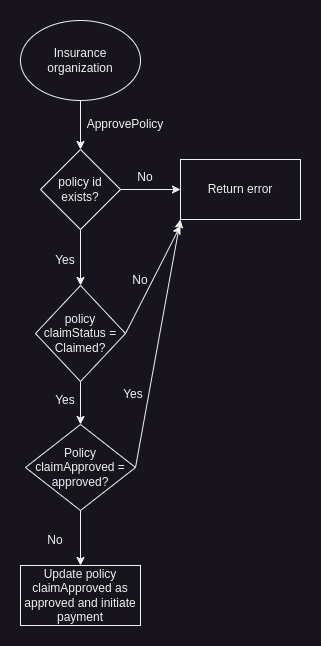 Insurance
organization
ApprovePolicy
policy id
exists?
No
Return error
Yes
policy
claimStatus =
Claimed?
No
Yes
Yes
Policy
claimApproved =
approved?
No
Update policy
claimApproved as
approved and initiate
payment